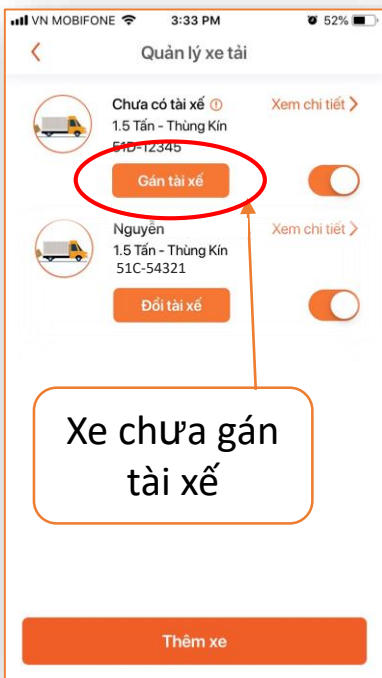 VN MOBIFONE 3:33 PM 52%
Quản lý xe tải
Chưa có tài xế Xem chi tiết
1.5 Tấn - Thùng Kín
51D-12345
Gán tài xế
Nguyên Xem chi tiết
1.5 Tấn - Thùng Kín
51C-54321
Đổi tài xế
Xe chưa gán
tài xế
Thêm xe